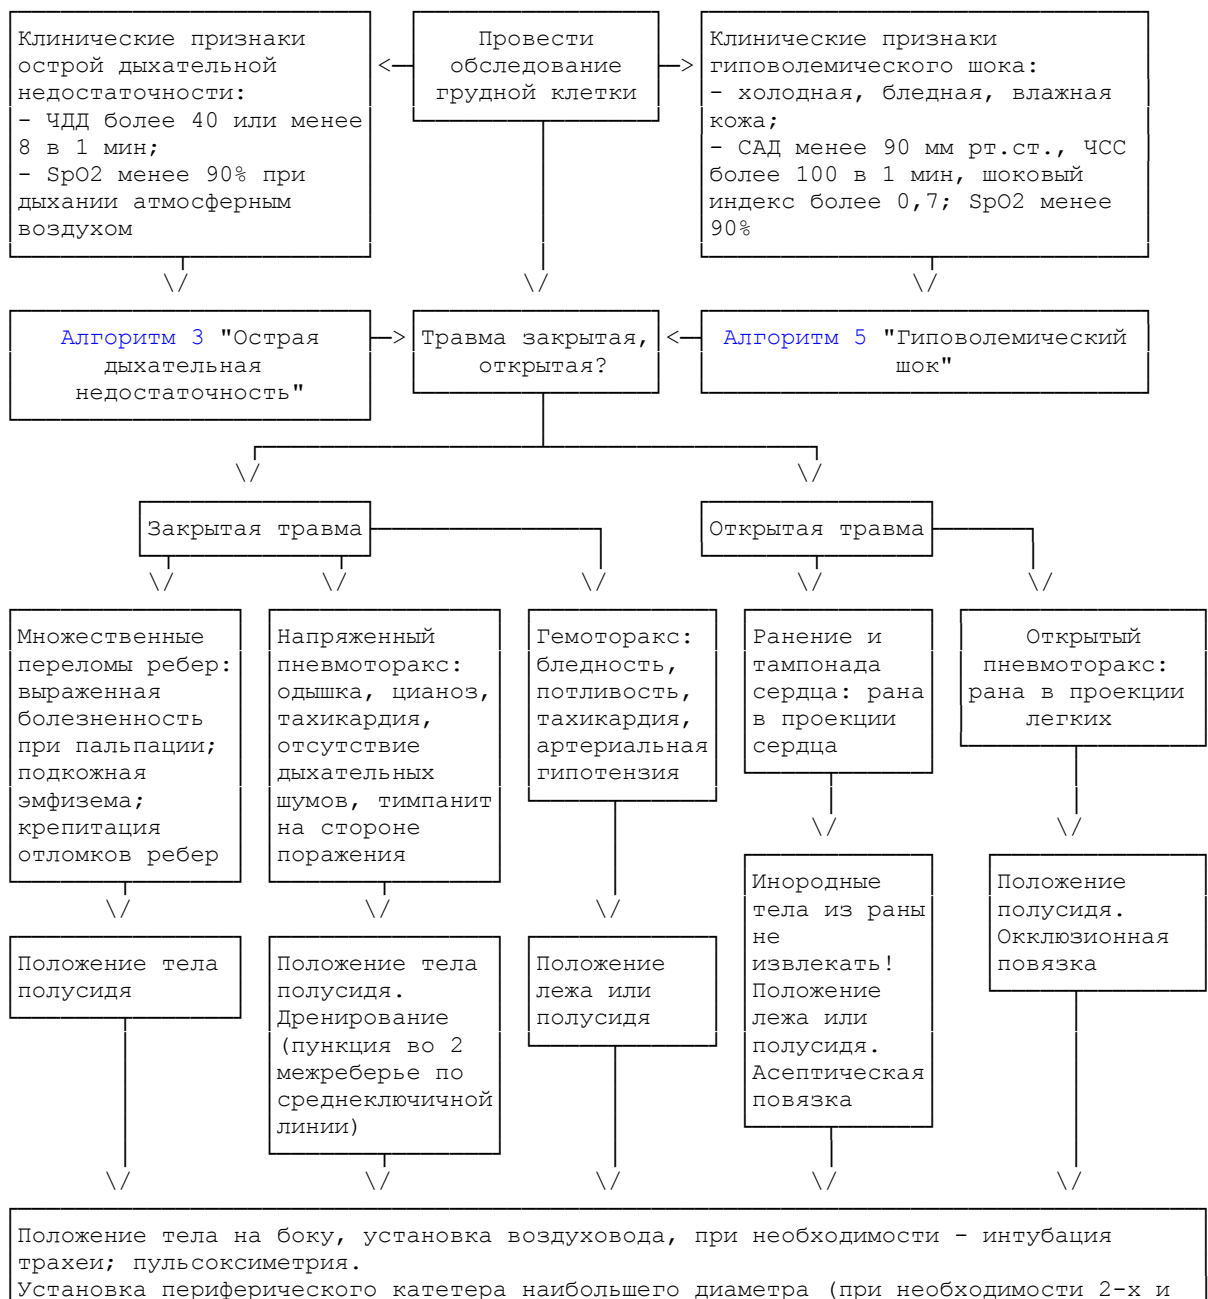 Клинические признаки
острой дыхательной
недостаточности:
- ЧДД более 40 или менее
8 в 1 мин;
- SpO2 менее 90% при
дыхании атмосферным
воздухом
Провести
обследование
грудной клетки
Клинические признаки
гиповолемического шока:
- холодная, бледная, влажная
кожа;
- САД менее 90 мм рт.ст., ЧСС
более 100 в 1 мин, шоковый
индекс более 0,7; SpO2 менее
90%
Алгоритм 3 "Острая
дыхательная
недостаточность"
Травма закрытая,
открытая?
Алгоритм 5 "Гиповолемический
шок"
Закрытая травма
Открытая травма
Множественные
переломы ребер:
выраженная
болезненность
при пальпации;
подкожная
эмфизема;
крепитация
отломков ребер
Напряженный
пневмоторакс:
одышка, цианоз,
тахикардия,
отсутствие
дыхательных
шумов, тимпанит
на стороне
поражения
Гемоторакс:
бледность,
потливость,
тахикардия,
артериальная
гипотензия
Ранение и
тампонада
сердца: рана
в проекции
сердца
Открытый
пневмоторакс:
рана в проекции
легких
Положение тела
полусидя
Положение тела
полусидя.
Дренирование
(пункция во 2
межреберье по
среднеключичной
линии)
Положение
лежа или
полусидя
Инородные
тела из раны
не
извлекать!
Положение
лежа или
полусидя.
Асептическая
повязка
Положение
полусидя.
Окклюзионная
повязка
Положение тела на боку, установка воздуховода, при необходимости - интубация
трахеи; пульсоксиметрия.
Установка периферического катетера наибольшего диаметра (при необходимости 2-х и